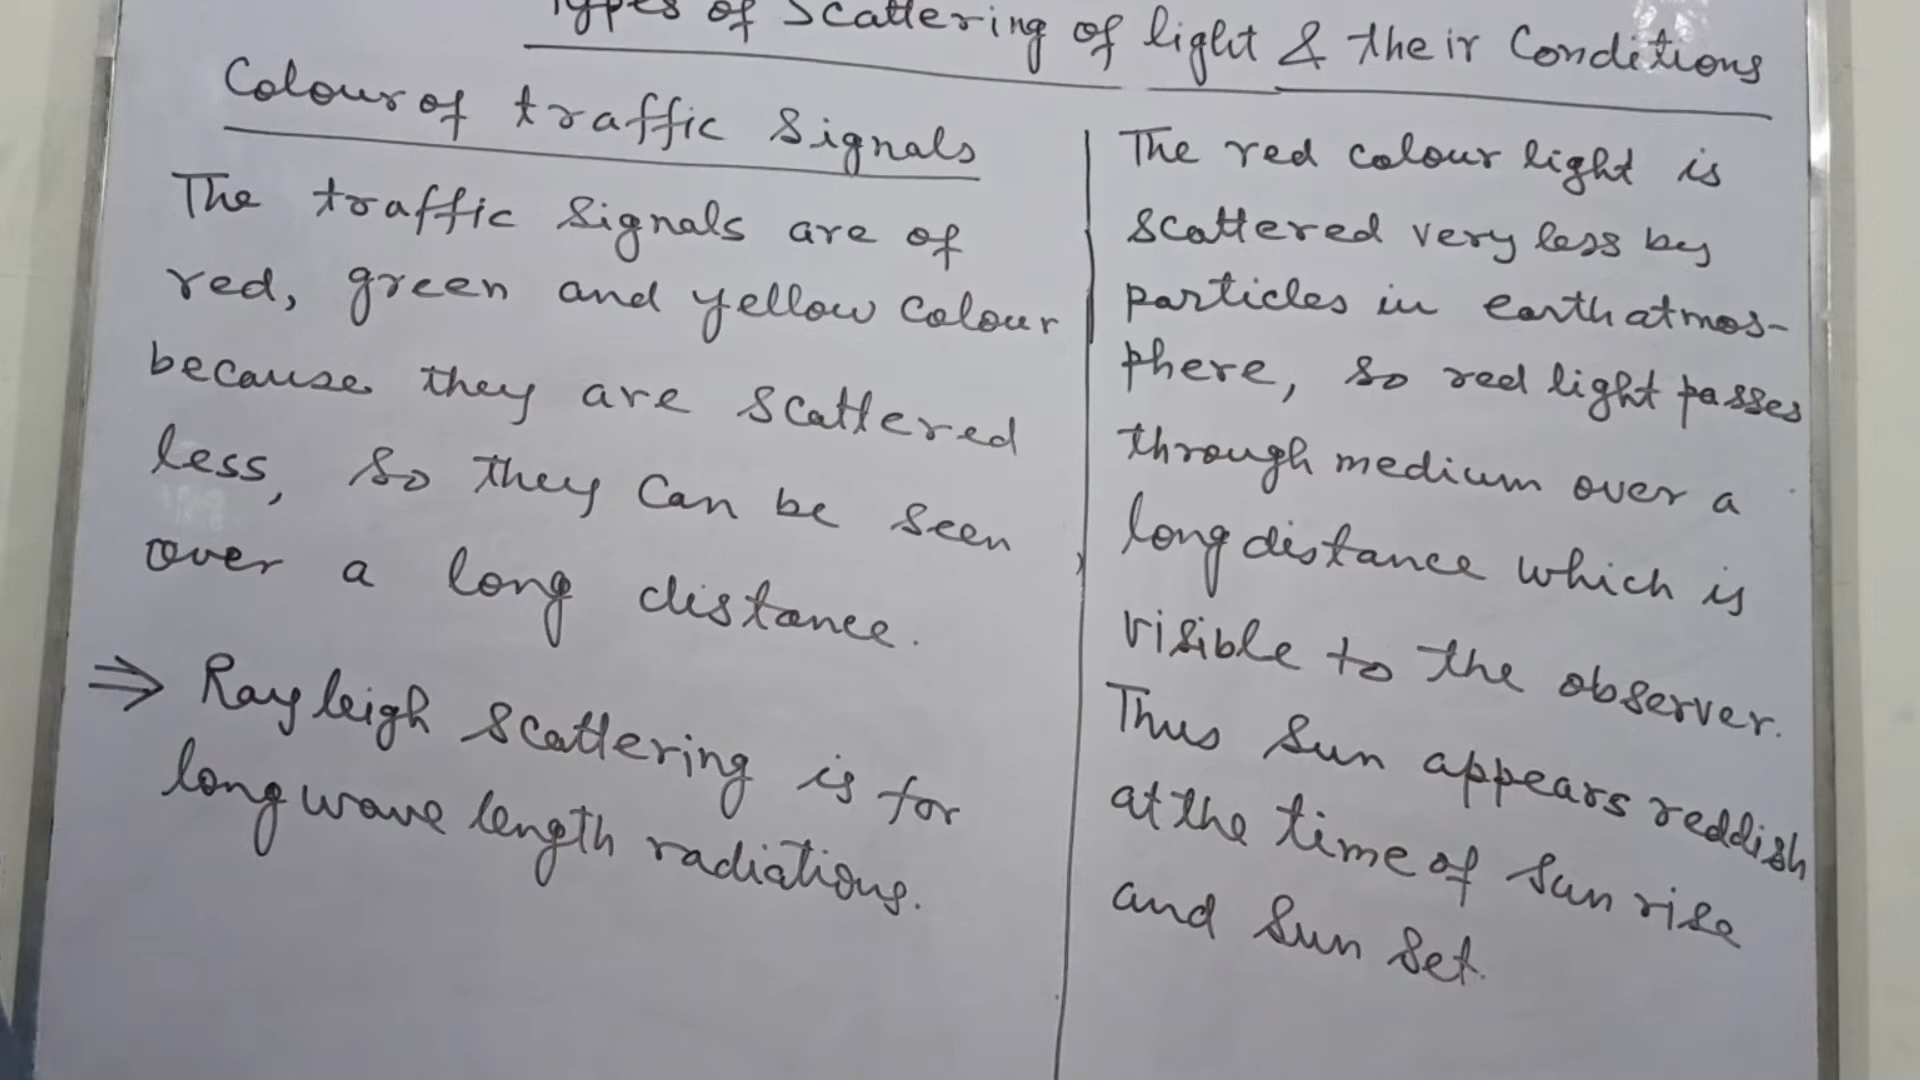 Types of Scattering of light & their Conditions
Colour of traffic Signals
The traffic Signals are of
red, green and yellow Colour
because they are scattered
less, so they can be seen
over a long distance.
⇒ Rayleigh scattering is for
long wave length radiations.
The red colour light is
scattered very less by
particles in earth atmos-
phere, so red light passes
through medium over a
long distance which is
visible to the observer.
Thus Sun appears reddish
at the time of Sun rise
and Sun Set.